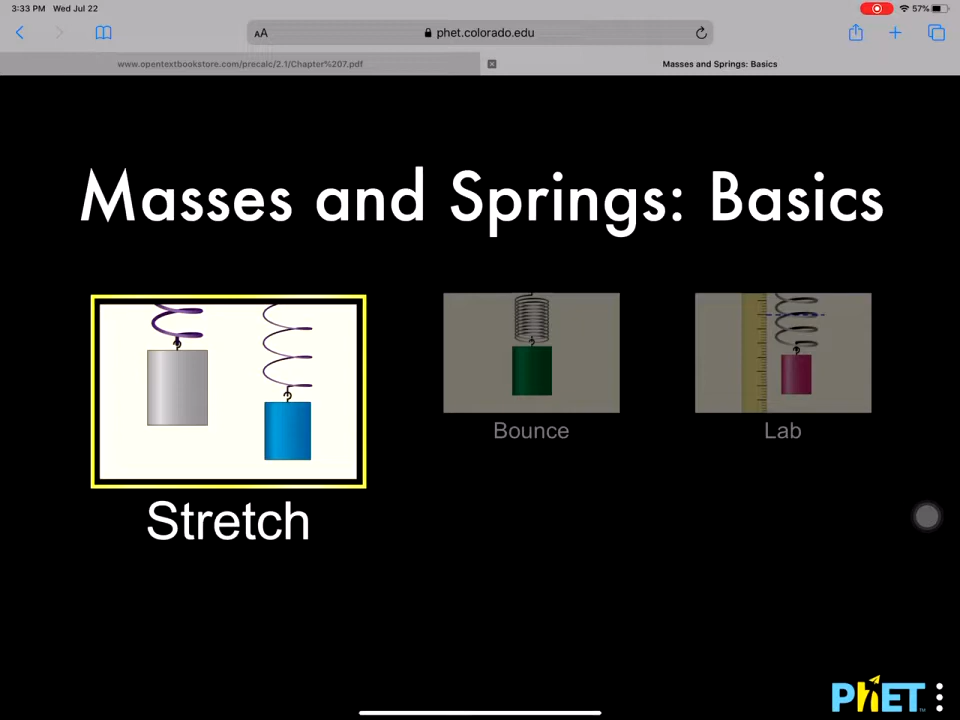 3:33 PM Wed Jul 22
57%
AA
phet.colorado.edu
www.opentextbookstore.com/precalc/2.1/Chapter%207.pdf
Masses and Springs: Basics
Masses and Springs: Basics
Stretch
Bounce
Lab
PhET